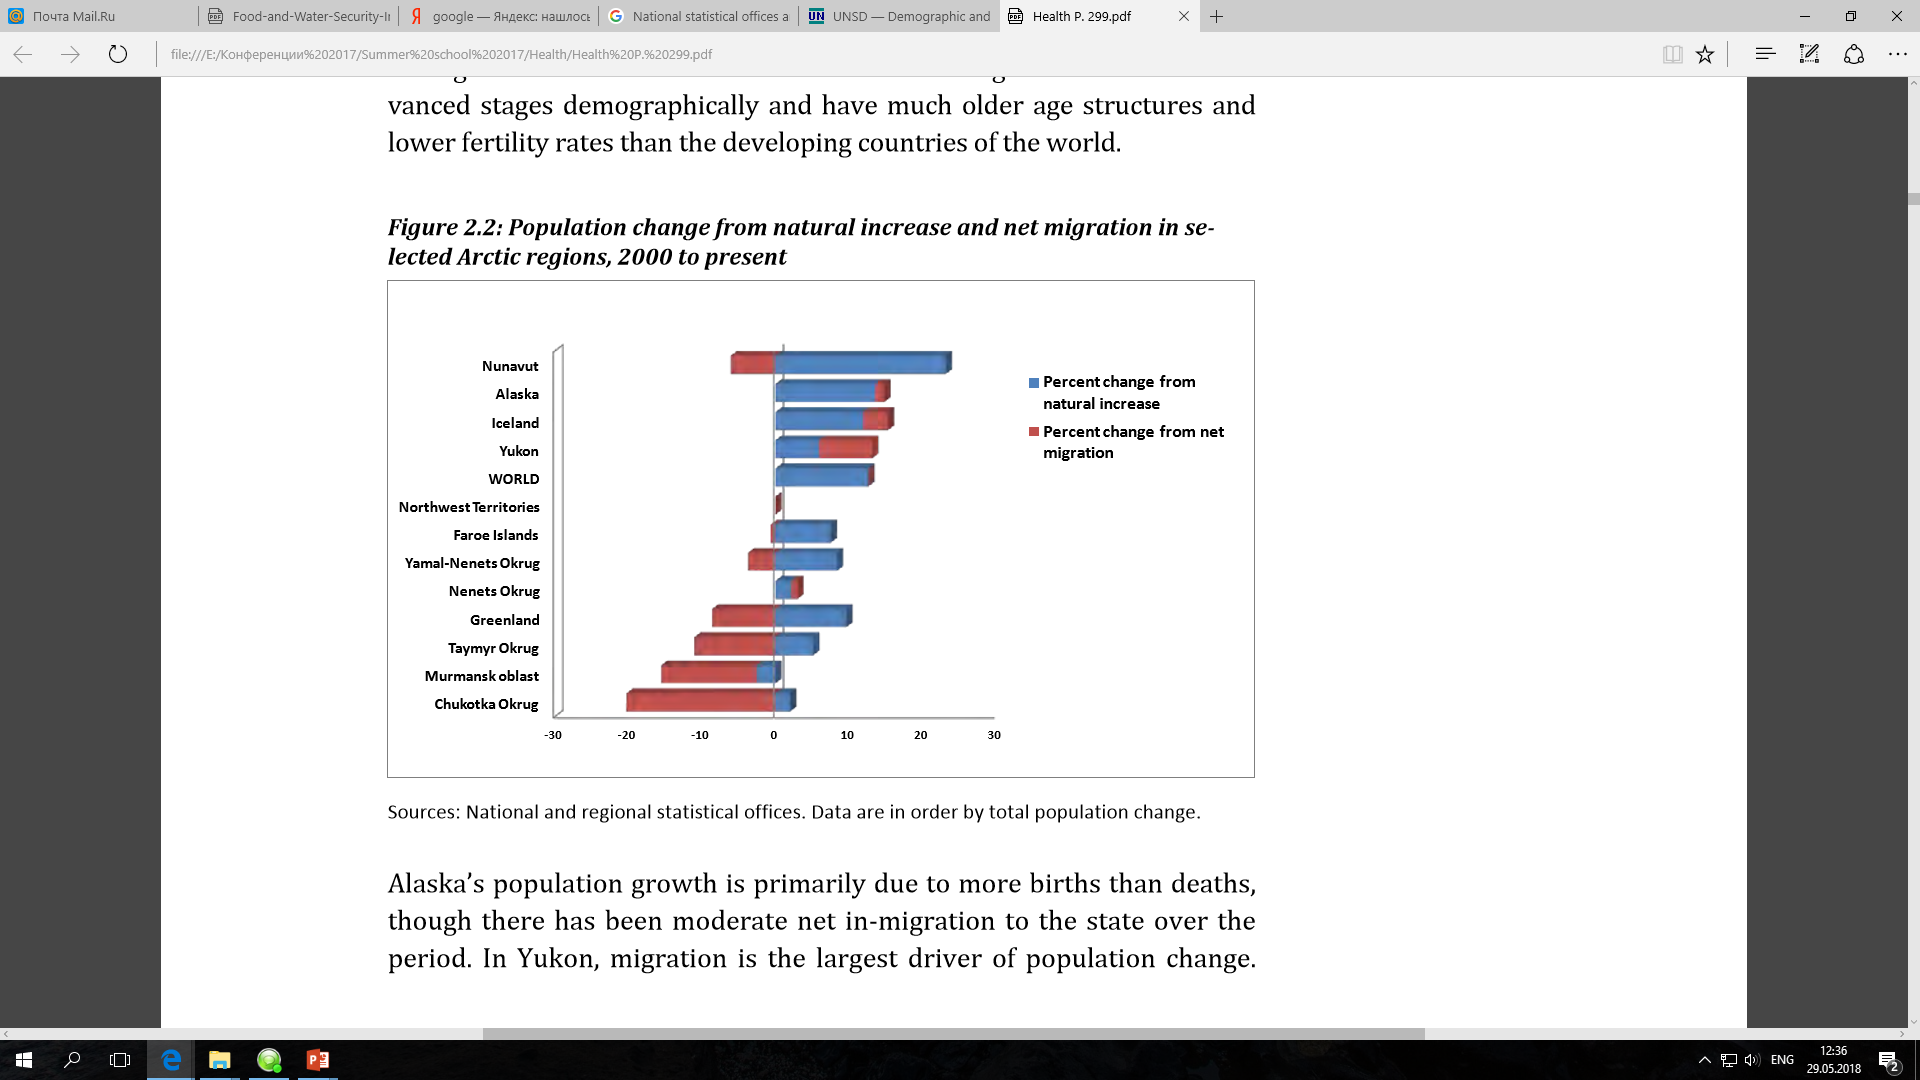 Почта Mail.Ru
Food-and-Water-Security-I
google — Яндекс: нашлось
National statistical offices a
UNSD — Demographic and
Health P. 299.pdf
file:///E:/Конференции%202017/Summer%20school%202017/Health/Health%20P.%20299.pdf
vanced stages demographically and have much older age structures and
lower fertility rates than the developing countries of the world.
Figure 2.2: Population change from natural increase and net migration in se-
lected Arctic regions, 2000 to present
Nunavut
Alaska
Iceland
Yukon
WORLD
Northwest Territories
Faroe Islands
Yamal-Nenets Okrug
Nenets Okrug
Greenland
Taymyr Okrug
Murmansk oblast
Chukotka Okrug
-30 -20 -10 0 10 20 30
Percent change from
natural increase
Percent change from net
migration
Sources: National and regional statistical offices. Data are in order by total population change.
Alaska's population growth is primarily due to more births than deaths,
though there has been moderate net in-migration to the state over the
period. In Yukon, migration is the largest driver of population change.
ENG
12:36
29.05.2018
2